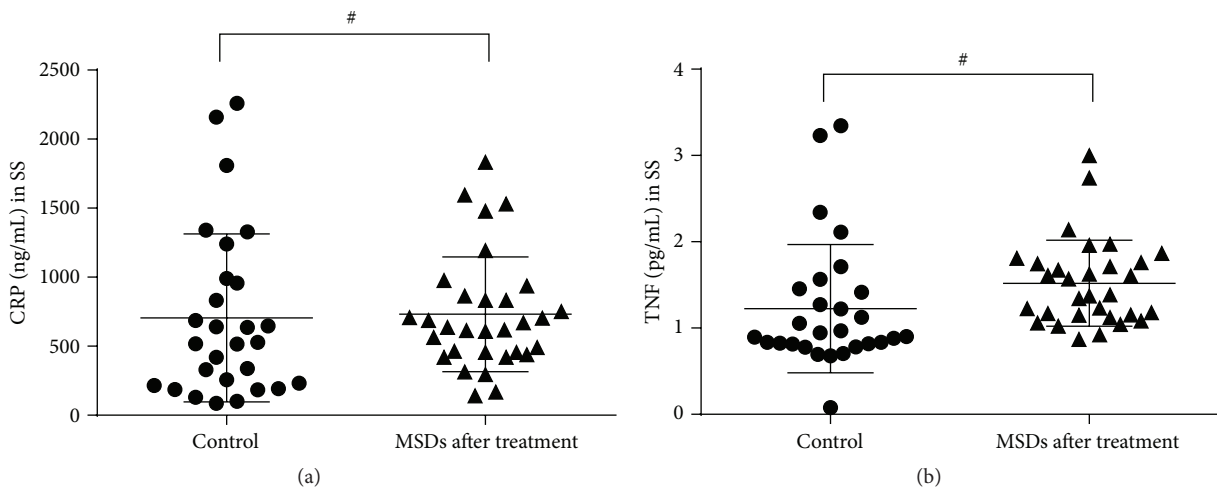 #
2500
2000
1500
1000
500
0
CRP (ng/mL) in SS
Control
MSDs after treatment
(a)
#
4
3
2
1
0
TNF (pg/mL) in SS
Control
MSDs after treatment
(b)